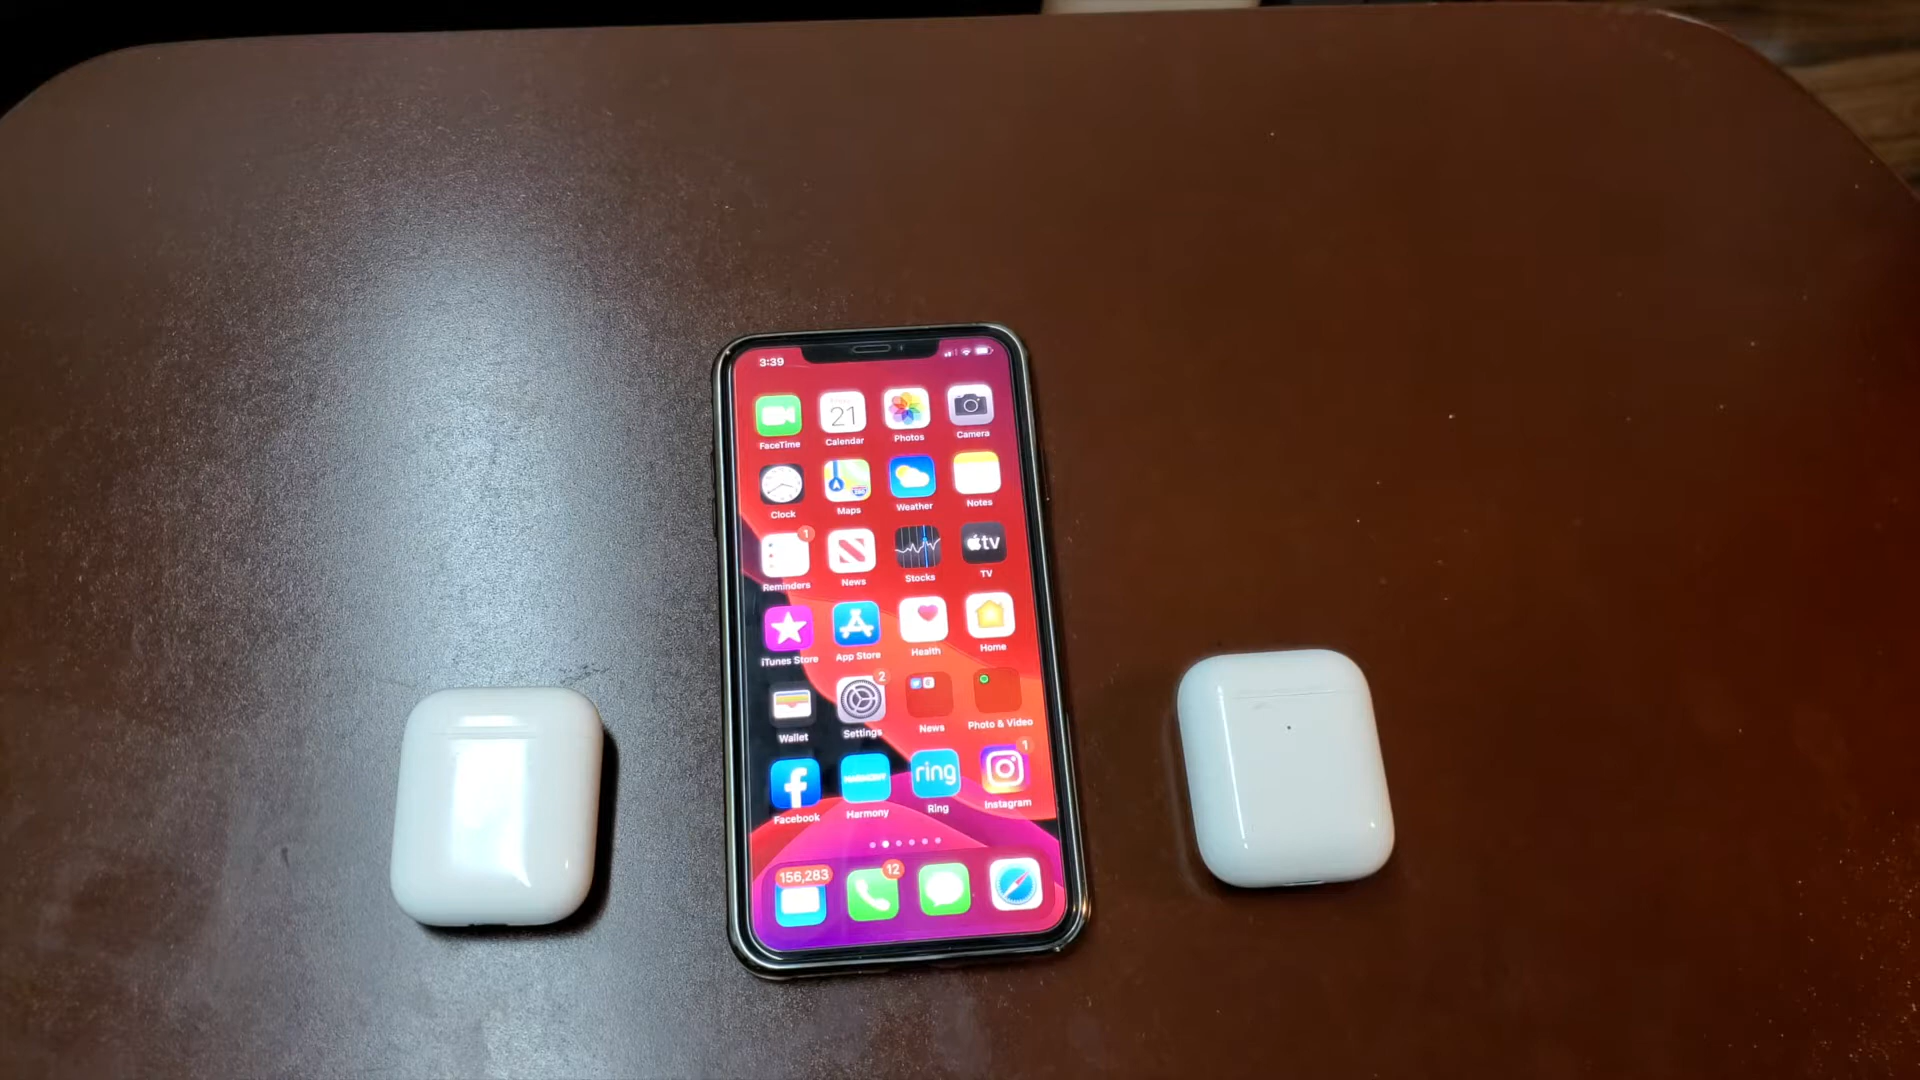 3:39
21
FaceTime Calendar Photos Camera
Clock Maps Weather Notes
1
tv
Reminders News Stocks TV
iTunes Store App Store Health Home
2
Wallet Settings News Photo & Video
1
ring
Facebook Harmony Ring Instagram
156,283 12